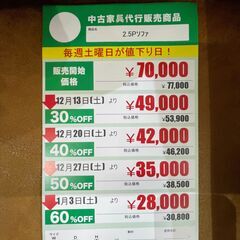 中古家具代行販売商品
商品名
2.5Pソファ
毎週土曜日が値下り日!
販売開始
価格
¥70,000
税込価格 ¥77,000
12月13日(土)より
30%OFF
¥49,000
税込価格 ¥53,900
12月20日(土)より
40%OFF
¥42,000
税込価格 ¥46,200
12月27日(土)より
50%OFF
¥35,000
税込価格 ¥38,500
1月3日(土)より
60%OFF
¥28,000
税込価格 ¥30,800
W D H